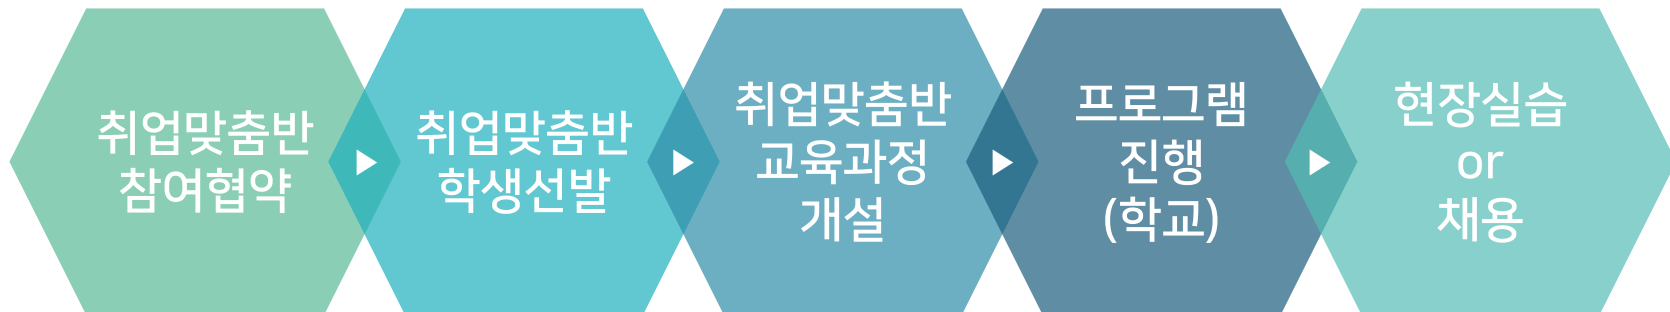 취업맞춤반
참여협약
취업맞춤반
학생선발
취업맞춤반
교육과정
개설
프로그램
진행
(학교)
현장실습
or
채용